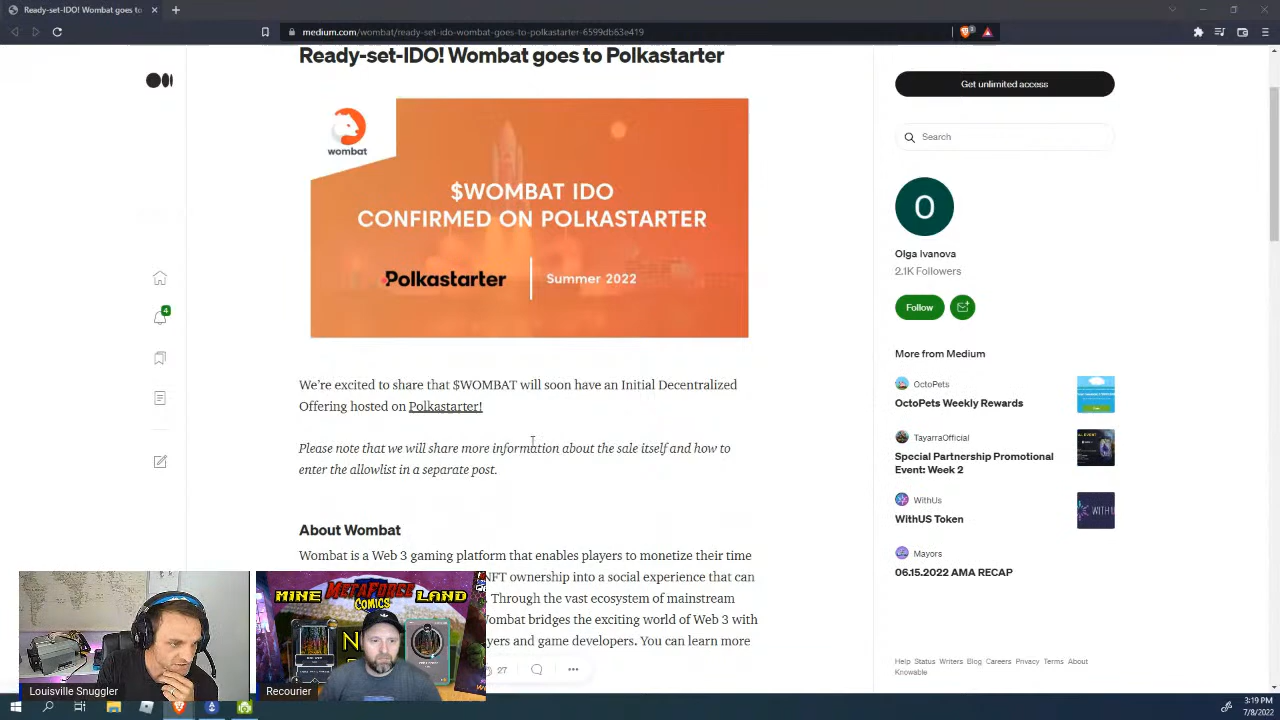 Ready-set-IDO! Wombat goes to
medium.com/wombat/ready-set-ido-wombat-goes-to-polkastarter-6599db63e419
Ready-set-IDO! Wombat goes to Polkastarter
wombat
$WOMBAT IDO
CONFIRMED ON POLKASTARTER
Polkastarter
Summer 2022
We're excited to share that $WOMBAT will soon have an Initial Decentralized
Offering hosted on Polkastarter!
Please note that we will share more information about the sale itself and how to
enter the allowlist in a separate post.
About Wombat
Wombat is a Web 3 gaming platform that enables players to monetize their time
NFT ownership into a social experience that can
. Through the vast ecosystem of mainstream
ombat bridges the exciting world of Web 3 with
yers and game developers. You can learn more
27
4
Get unlimited access
Search
O
Olga Ivanova
2.1K Followers
Follow
More from Medium
OctoPets
OctoPets Weekly Rewards
TayarraOfficial
Special Partnership Promotional
Event: Week 2
WithUs
WithUS Token
WITHU
Mayors
06.15.2022 AMA RECAP
Help Status Writers Blog Careers Privacy Terms About
Knowable
MINE
METAFORCE
COMICS
LAND
Louisville Snuggler
Recourier
3:19 PM
7/8/2022